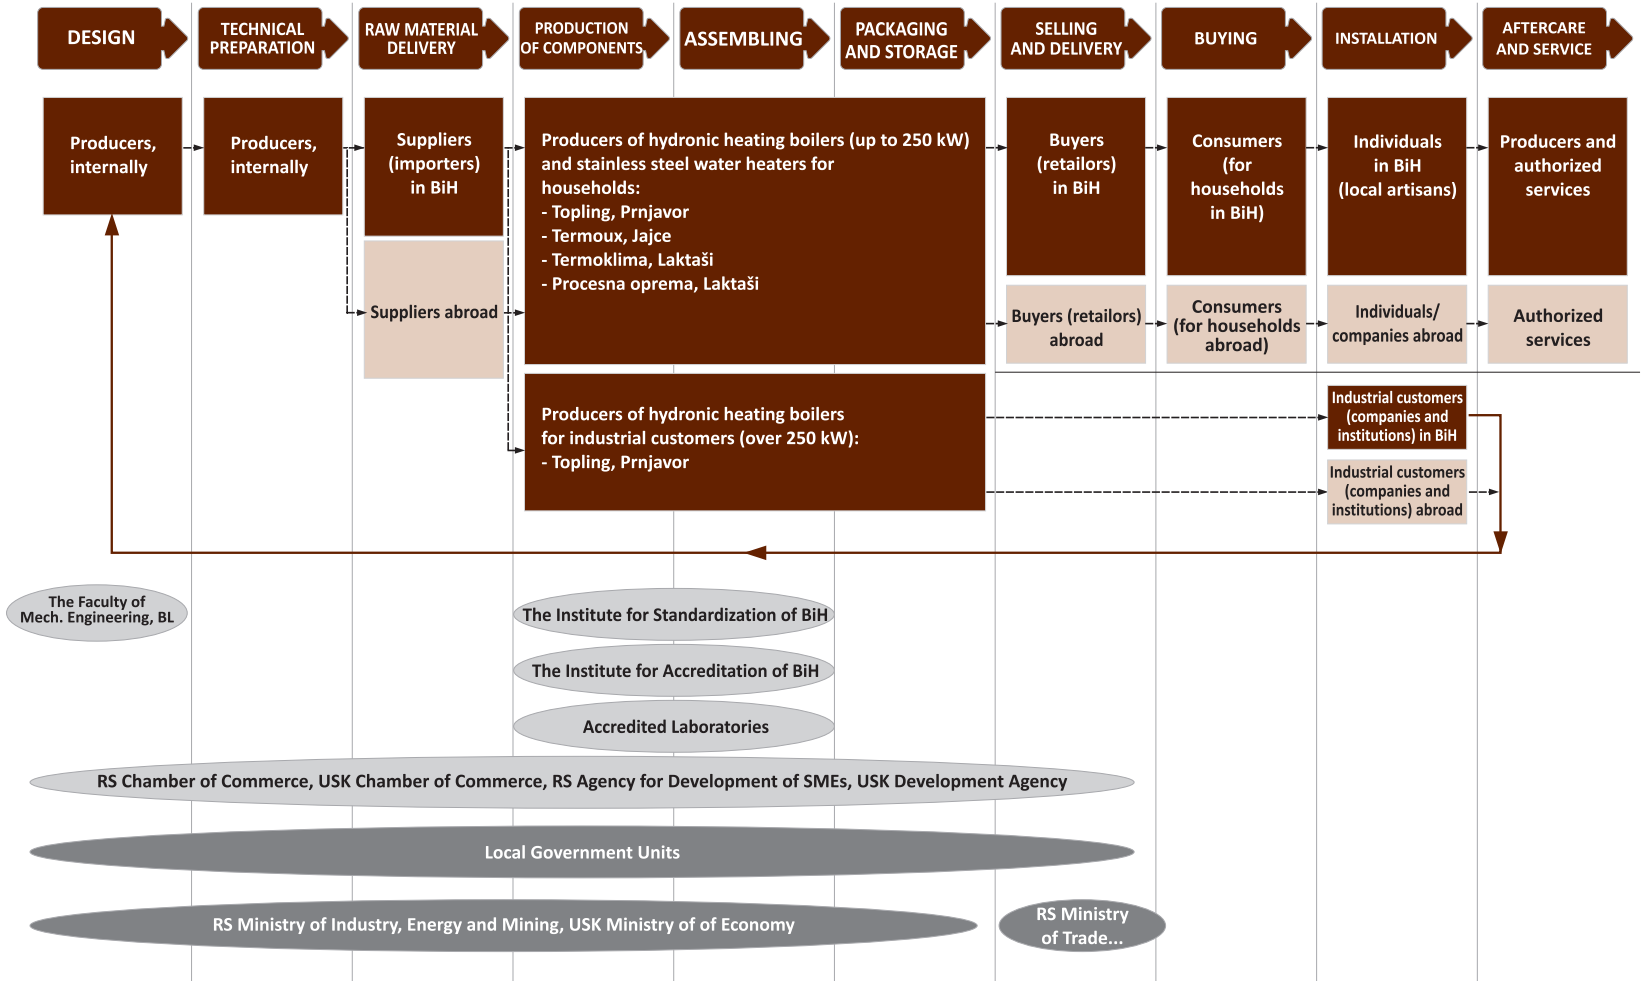 DESIGN
TECHNICAL
PREPARATION
RAW MATERIAL
DELIVERY
PRODUCTION
OF COMPONENTS
ASSEMBLING
PACKAGING
AND STORAGE
SELLING
AND DELIVERY
BUYING
INSTALLATION
AFTERCARE
AND SERVICE
Producers,
internally
Producers,
internally
Suppliers
(importers)
in BiH
Suppliers abroad
Producers of hydronic heating boilers (up to 250 kW)
and stainless steel water heaters for
households:
- Topling, Prnjavor
- Termoux, Jajce
- Termoklima, Laktaši
- Procesna oprema, Laktaši
Buyers
(retailors)
in BiH
Consumers
(for
households
in BiH)
Individuals
in BiH
(local artisans)
Producers and
authorized
services
Buyers (retailors)
abroad
Consumers
(for households
abroad)
Individuals/
companies abroad
Authorized
services
Producers of hydronic heating boilers
for industrial customers (over 250 kW):
- Topling, Prnjavor
Industrial customers
(companies and
institutions) in BiH
Industrial customers
(companies and
institutions) abroad
The Faculty of
Mech. Engineering, BL
The Institute for Standardization of BiH
The Institute for Accreditation of BiH
Accredited Laboratories
RS Chamber of Commerce, USK Chamber of Commerce, RS Agency for Development of SMEs, USK Development Agency
Local Government Units
RS Ministry of Industry, Energy and Mining, USK Ministry of of Economy
RS Ministry
of Trade...